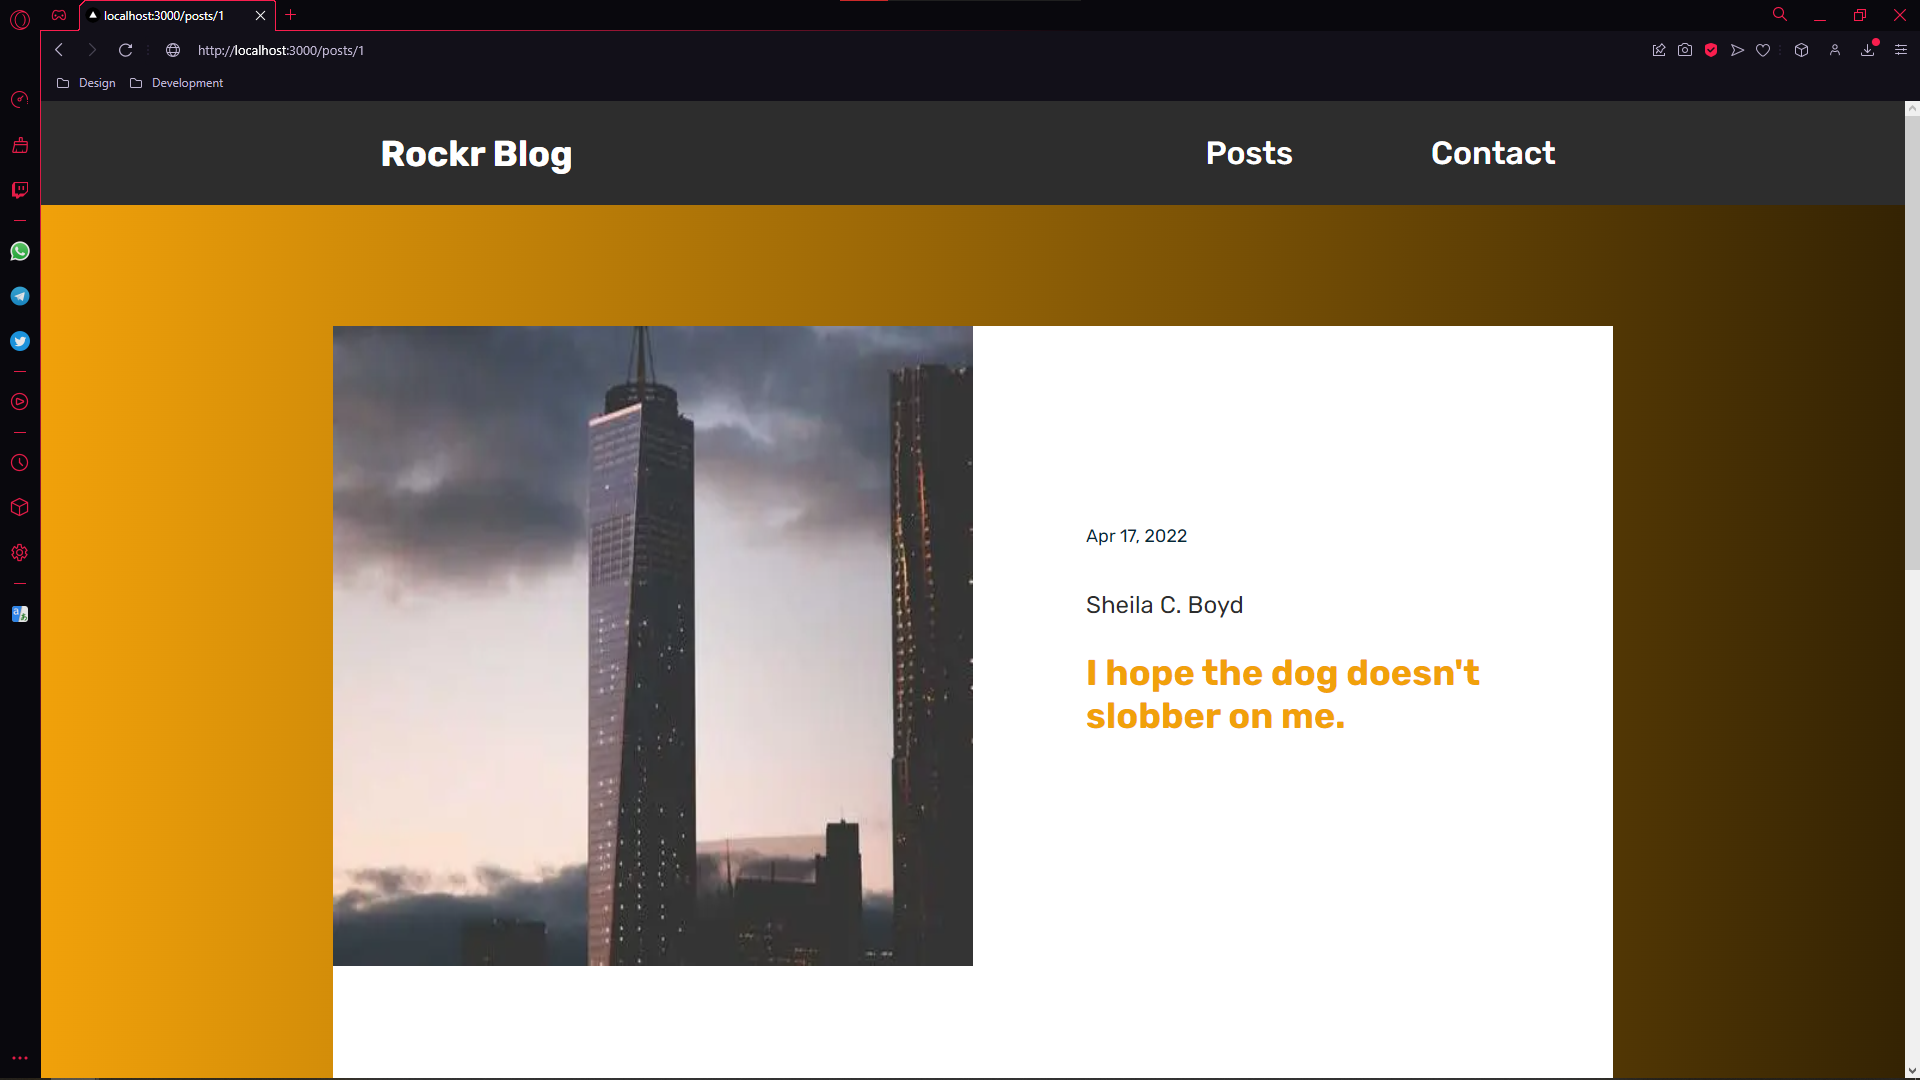 localhost:3000/posts/1
http://localhost:3000/posts/1
Design
Development
Rockr Blog
Posts
Contact
Apr 17, 2022
Sheila C. Boyd
I hope the dog doesn't
slobber on me.